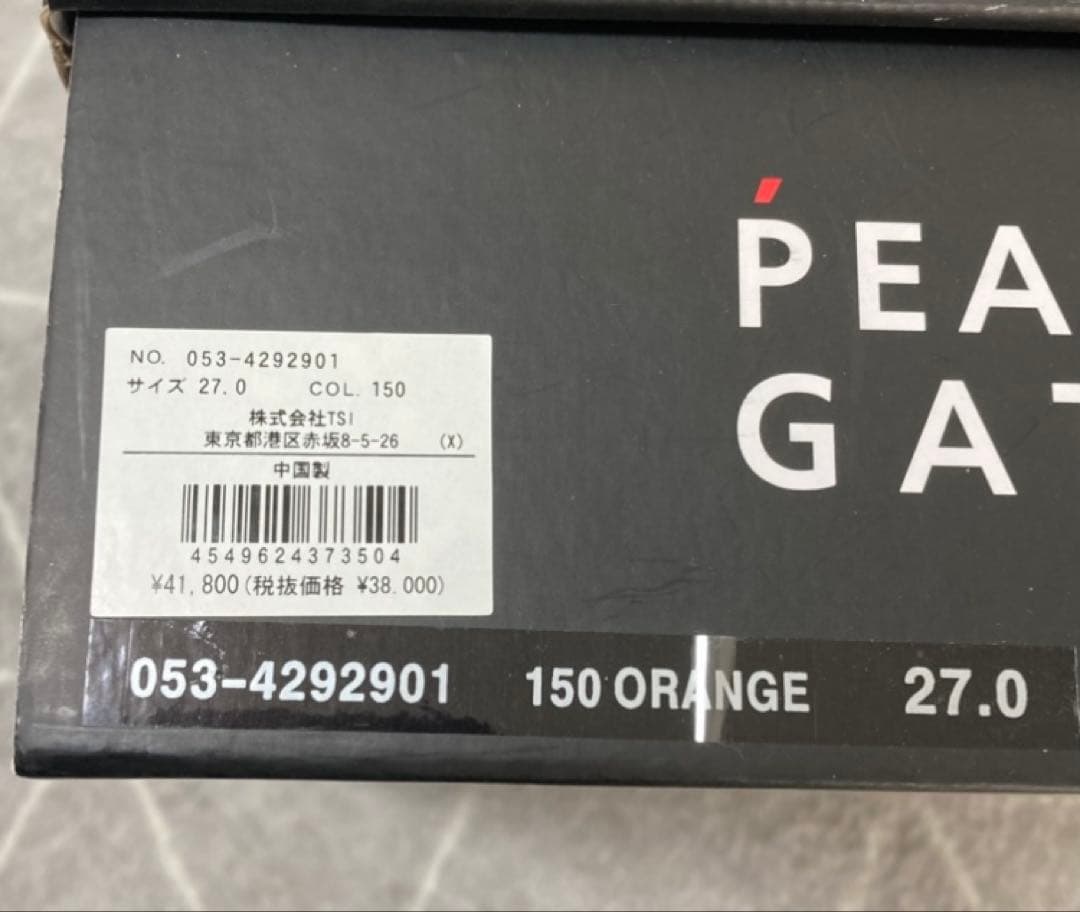 PEA
GAT
NO. 053-4292901
サイズ 27.0 COL. 150
株式会社TSI
東京都港区赤坂8-5-26 (X)
中国製
4549624373504
¥41,800(税抜価格 ¥38.000)
053-4292901 150 ORANGE 27.0